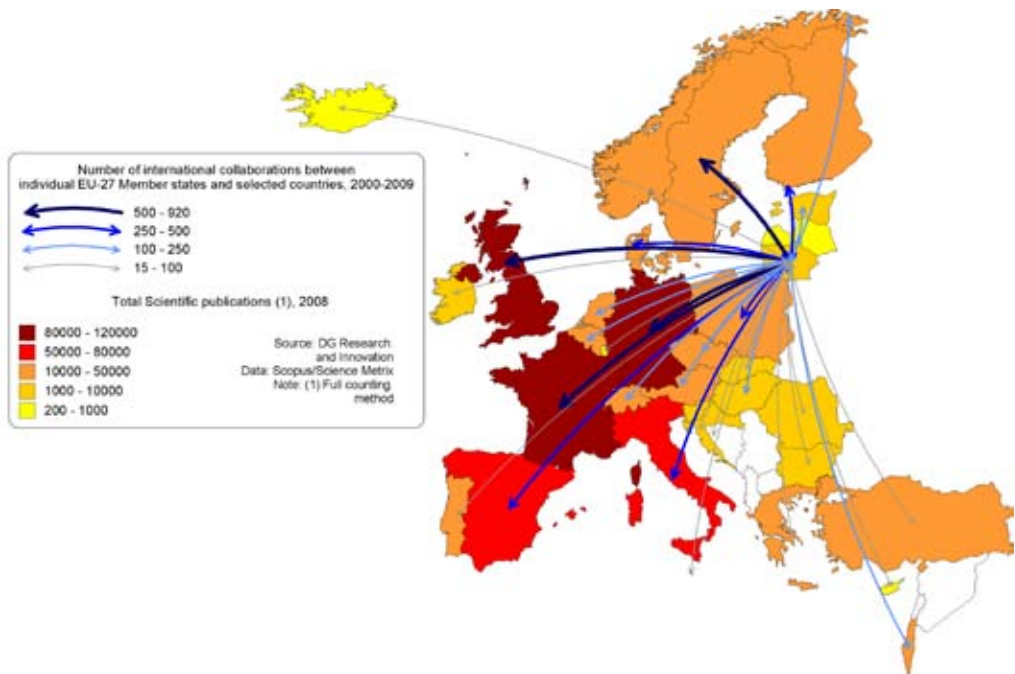 Number of international collaborations between
individual EU-27 Member states and selected countries, 2000-2009
500 - 920
250 - 500
100 - 250
15 - 100
Total Scientific publications (1), 2008
80000 - 120000
50000 - 80000
10000 - 50000
1000 - 10000
200 - 1000
Source: DG Research
and Innovation
Data: Scopus/Science Metrix
Note: (1) Full counting
method